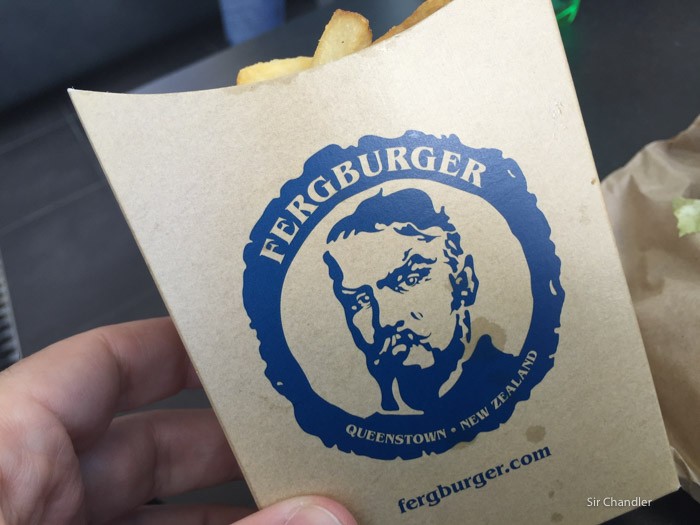 FERGBURGER
QUEENSTOWN • NEW ZEALAND
fergburger.com
Sir Chandler